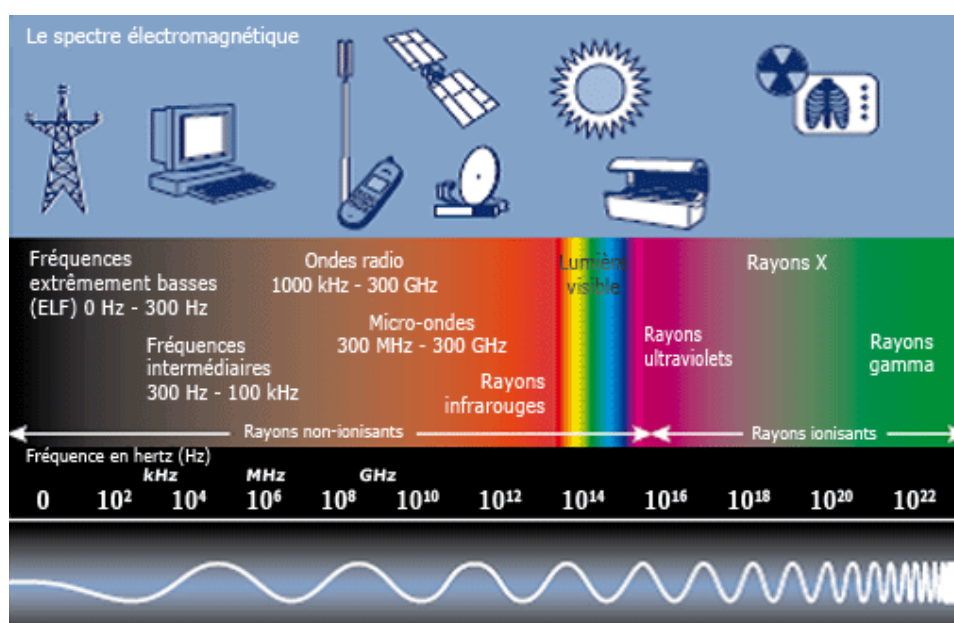 Le spectre électromagnétique
Fréquences
extrêmement basses
(ELF) 0 Hz - 300 Hz
Fréquences
intermédiaires
300 Hz - 100 kHz
Ondes radio
1000 kHz - 300 GHz
Micro-ondes
300 MHz - 300 GHz
Rayons
infrarouges
Lumière
visible
Rayons
ultraviolets
Rayons X
Rayons
gamma
Rayons non-ionisants
Rayons ionisants
Fréquence en hertz (Hz)
kHz MHz GHz
0 10² 10⁴ 10⁶ 10⁸ 10¹⁰ 10¹² 10¹⁴ 10¹⁶ 10¹⁸ 10²⁰ 10²²